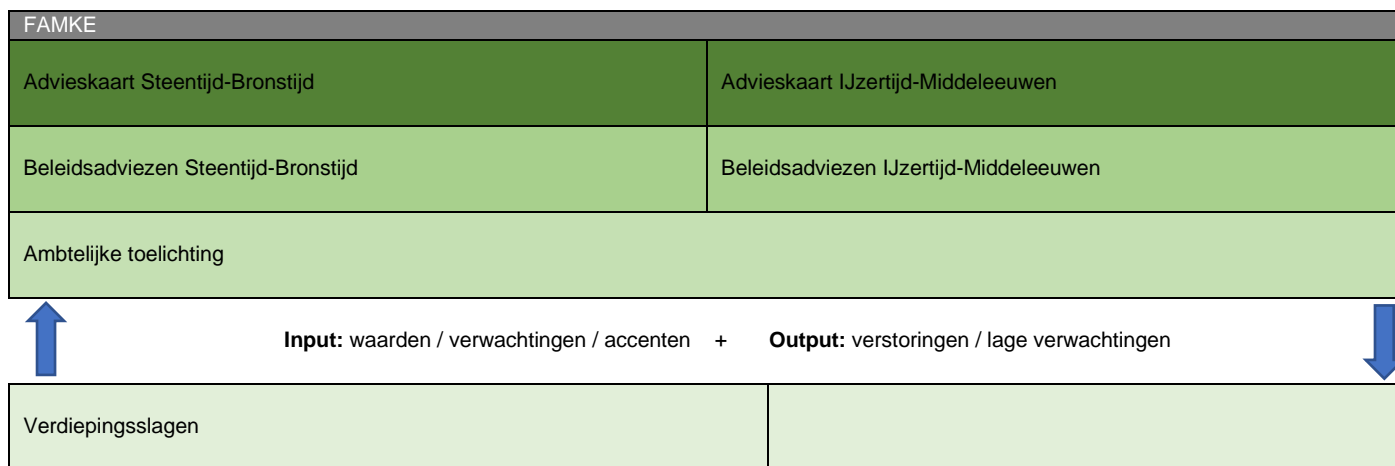 FAMKE
Advieskaart Steentijd-Bronstijd
Advieskaart IJzertijd-Middeleeuwen
Beleidsadviezen Steentijd-Bronstijd
Beleidsadviezen IJzertijd-Middeleeuwen
Ambtelijke toelichting
Input: waarden / verwachtingen / accenten + Output: verstoringen / lage verwachtingen
Verdiepingsslagen